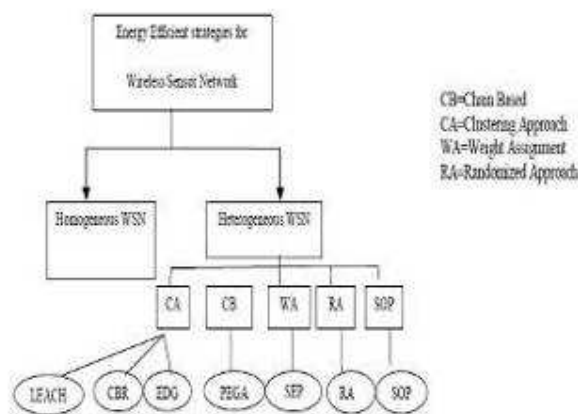 Energy Efficient strategies for
Wireless Sensor Network
CB=Chain Based
CA=Clustering Approach
WA=Weight Assignment
RA=Randomized Approach
Homogeneous WSN
Heterogeneous WSN
CA
CB
WA
RA
SOP
LEACH
CBR
EDG
PEGA
SEP
RA
SOP